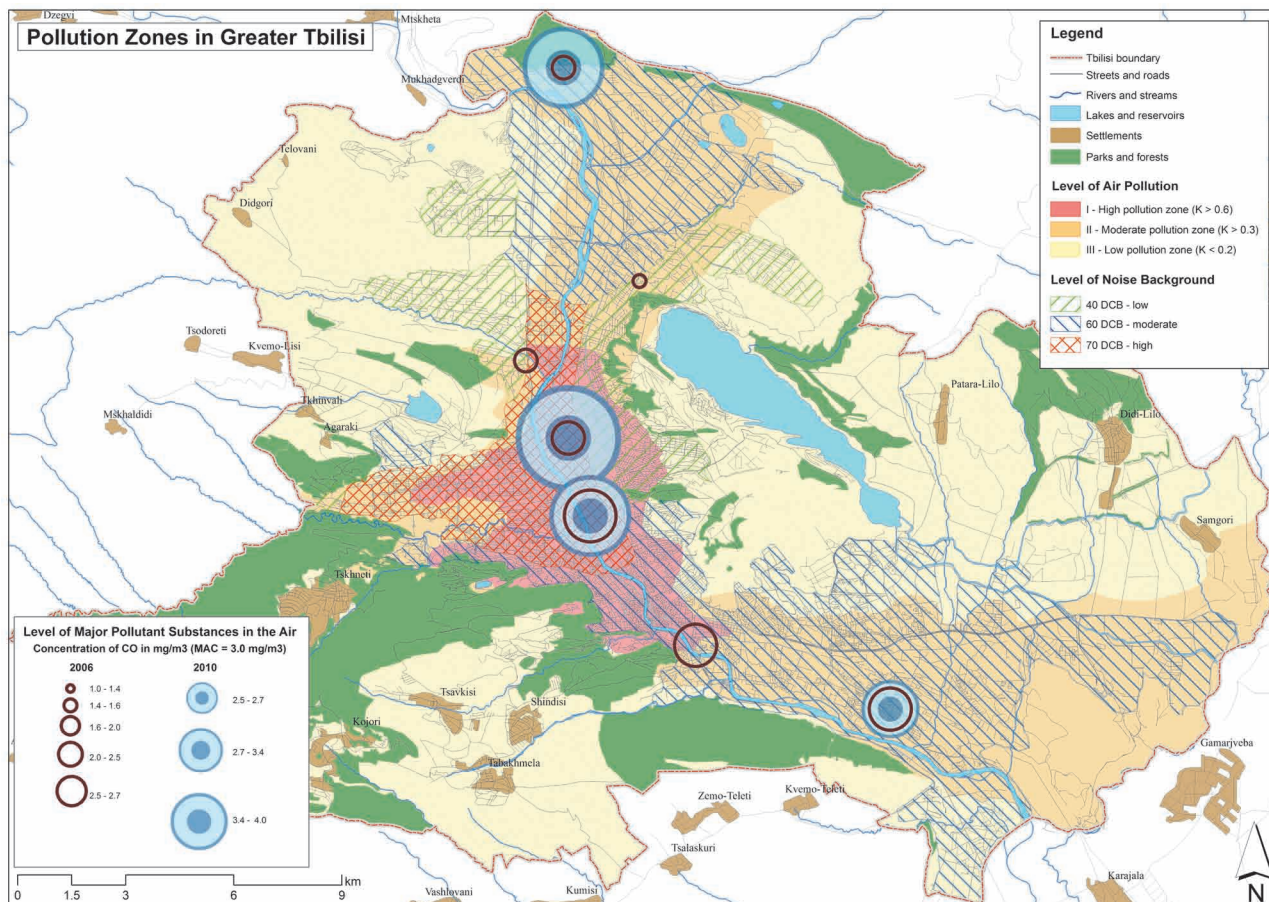 Pollution Zones in Greater Tbilisi
Dzegvi
Mtskheta
Mukhadgverdi
Telovani
Didgori
Tsodoreti
Kvemo-Lisi
Mskhaldidi
Tkhinvali
Agaraki
Patara-Lilo
Didi-Lilo
Samgori
Tskhneti
Tsavkisi
Shindisi
Kojori
Tabakhmela
Zemo-Teleti
Kvemo-Teleti
Gamarjveba
Tsalaskuri
Vashlovani
Kumisi
Karajala
Legend
Tbilisi boundary
Streets and roads
Rivers and streams
Lakes and reservoirs
Settlements
Parks and forests
Level of Air Pollution
I - High pollution zone (K > 0.6)
II - Moderate pollution zone (K > 0.3)
III - Low pollution zone (K < 0.2)
Level of Noise Background
40 DCB - low
60 DCB - moderate
70 DCB - high
Level of Major Pollutant Substances in the Air
Concentration of CO in mg/m3 (MAC = 3.0 mg/m3)
2006 2010
1.0 - 1.4
1.4 - 1.6
1.6 - 2.0
2.0 - 2.5
2.5 - 2.7
2.5 - 2.7
2.7 - 3.4
3.4 - 4.0
0 1.5 3 6 9 km
N